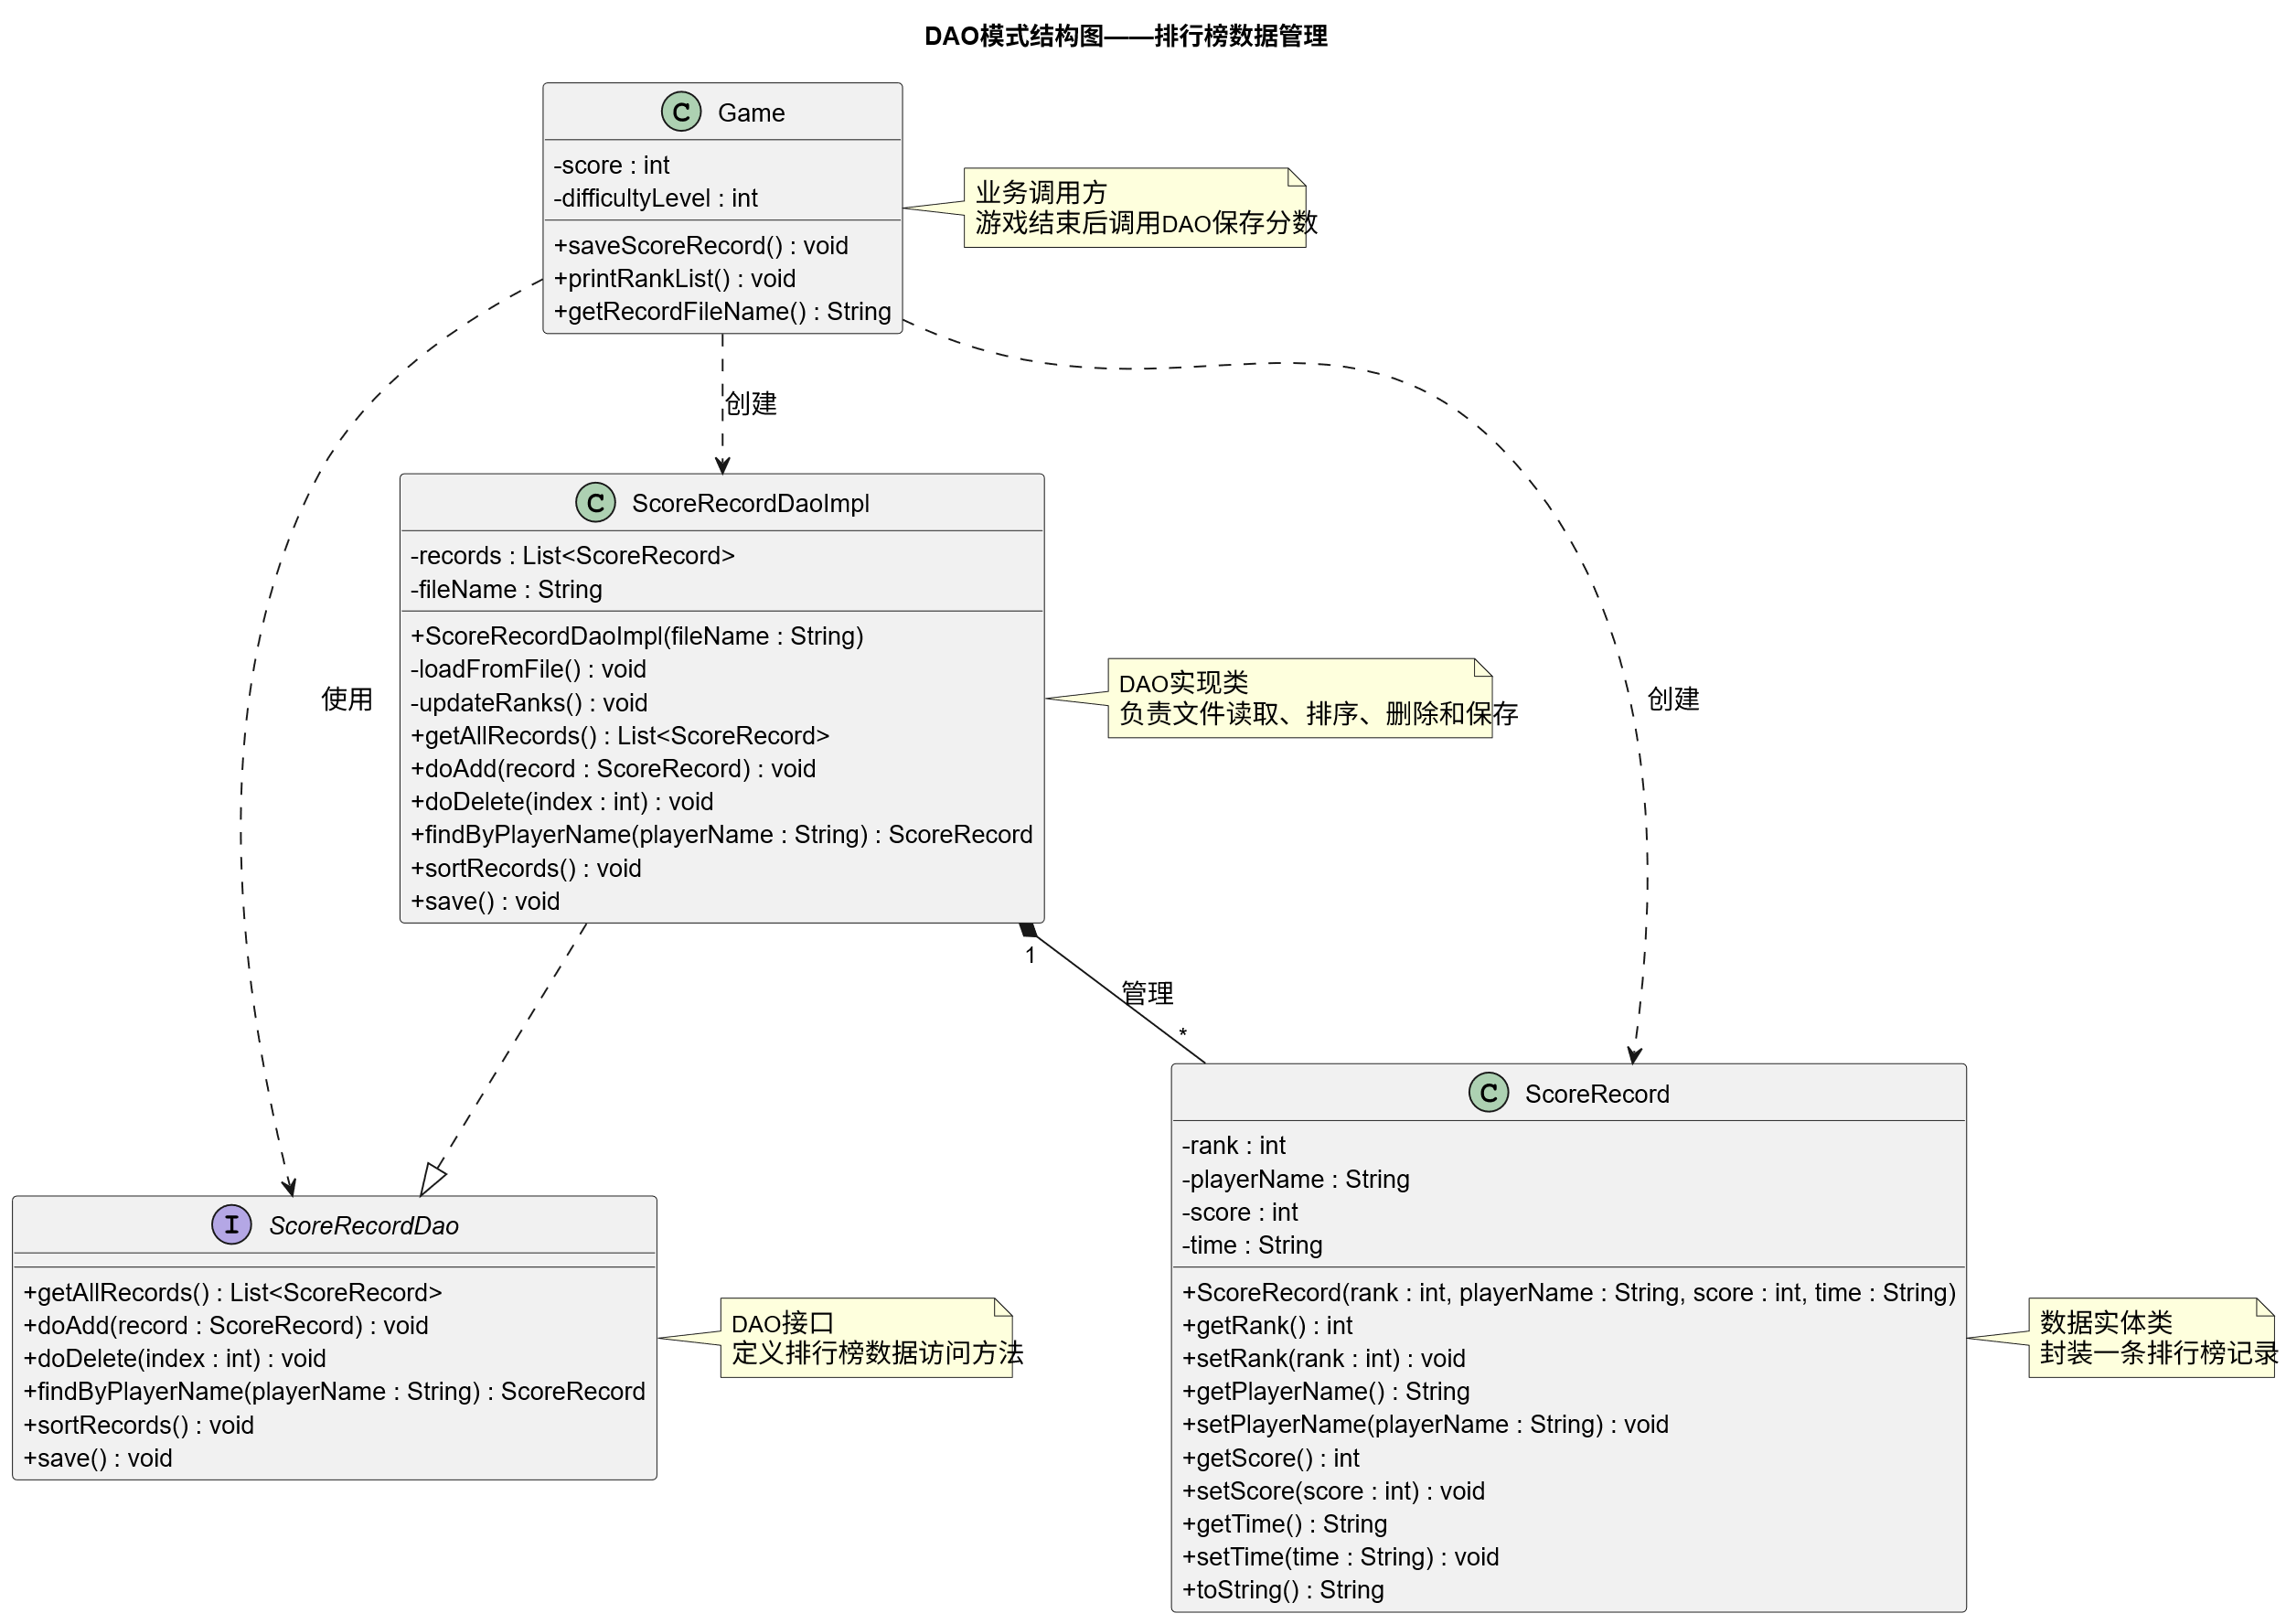 DAO模式结构图——排行榜数据管理
C Game
-score : int
-difficultyLevel : int
+saveScoreRecord() : void
+printRankList() : void
+getRecordFileName() : String
业务调用方
游戏结束后调用DAO保存分数
创建
C ScoreRecordDaoImpl
-records : List<ScoreRecord>
-fileName : String
+ScoreRecordDaoImpl(fileName : String)
-loadFromFile() : void
-updateRanks() : void
+getAllRecords() : List<ScoreRecord>
+doAdd(record : ScoreRecord) : void
+doDelete(index : int) : void
+findByPlayerName(playerName : String) : ScoreRecord
+sortRecords() : void
+save() : void
DAO实现类
负责文件读取、排序、删除和保存
使用
创建
1
管理
*
I ScoreRecordDao
+getAllRecords() : List<ScoreRecord>
+doAdd(record : ScoreRecord) : void
+doDelete(index : int) : void
+findByPlayerName(playerName : String) : ScoreRecord
+sortRecords() : void
+save() : void
DAO接口
定义排行榜数据访问方法
C ScoreRecord
-rank : int
-playerName : String
-score : int
-time : String
+ScoreRecord(rank : int, playerName : String, score : int, time : String)
+getRank() : int
+setRank(rank : int) : void
+getPlayerName() : String
+setPlayerName(playerName : String) : void
+getScore() : int
+setScore(score : int) : void
+getTime() : String
+setTime(time : String) : void
+toString() : String
数据实体类
封装一条排行榜记录